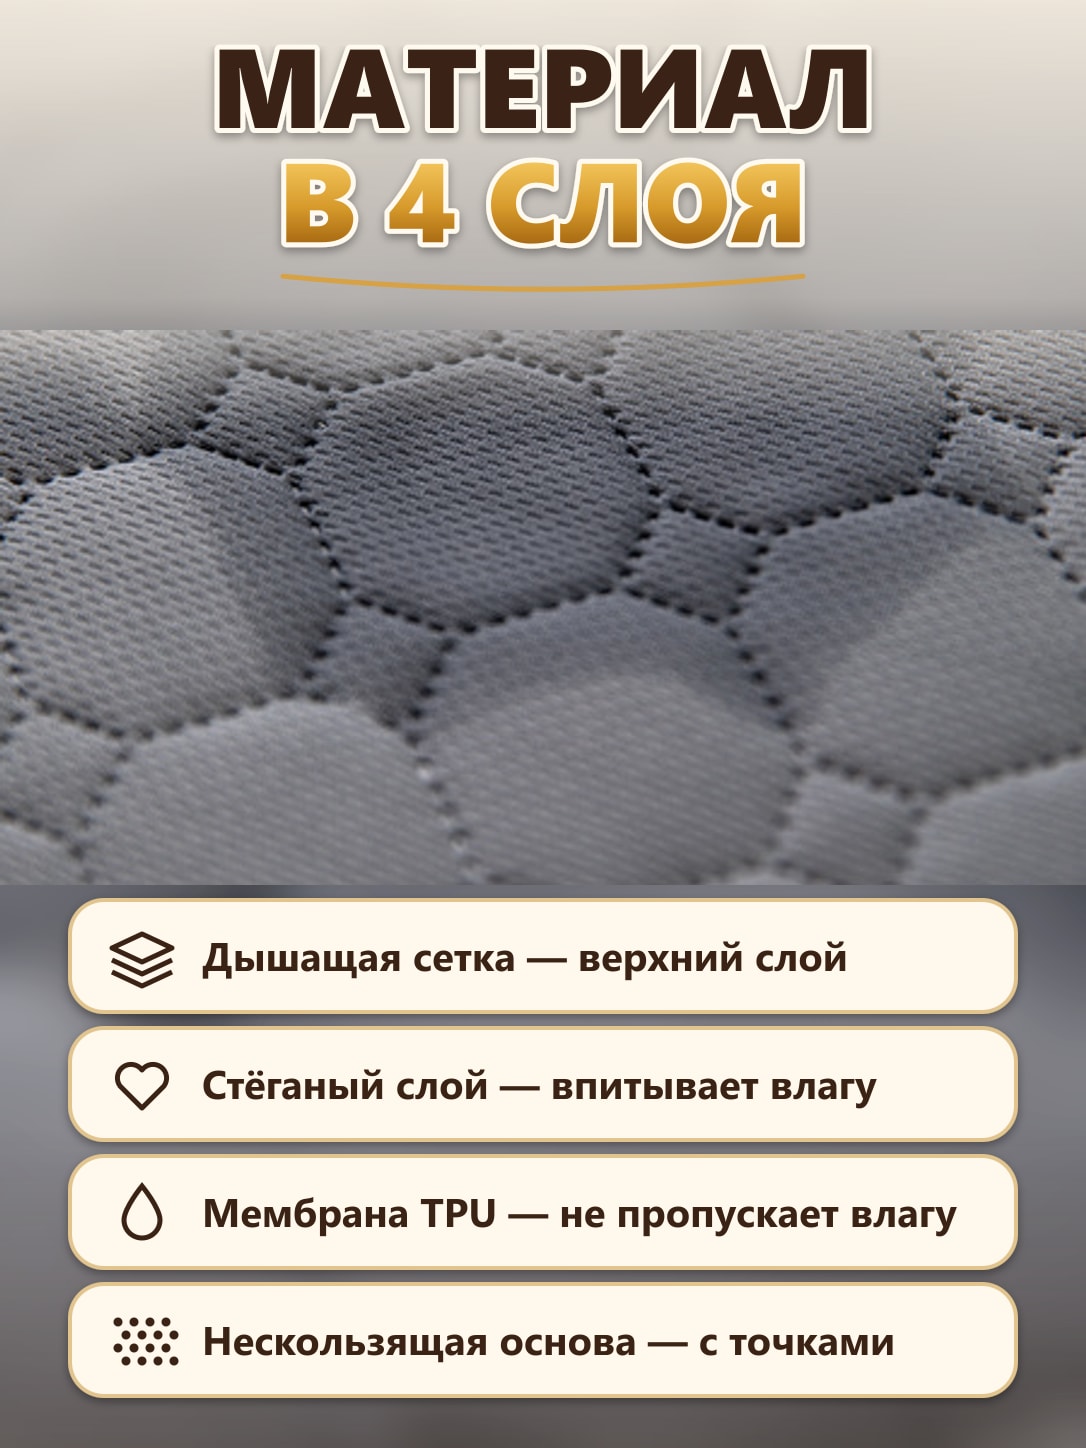 МАТЕРИАЛ
В 4 СЛОЯ
Дышащая сетка — верхний слой
Стёганый слой — впитывает влагу
Мембрана TPU — не пропускает влагу
Нескользящая основа — с точками